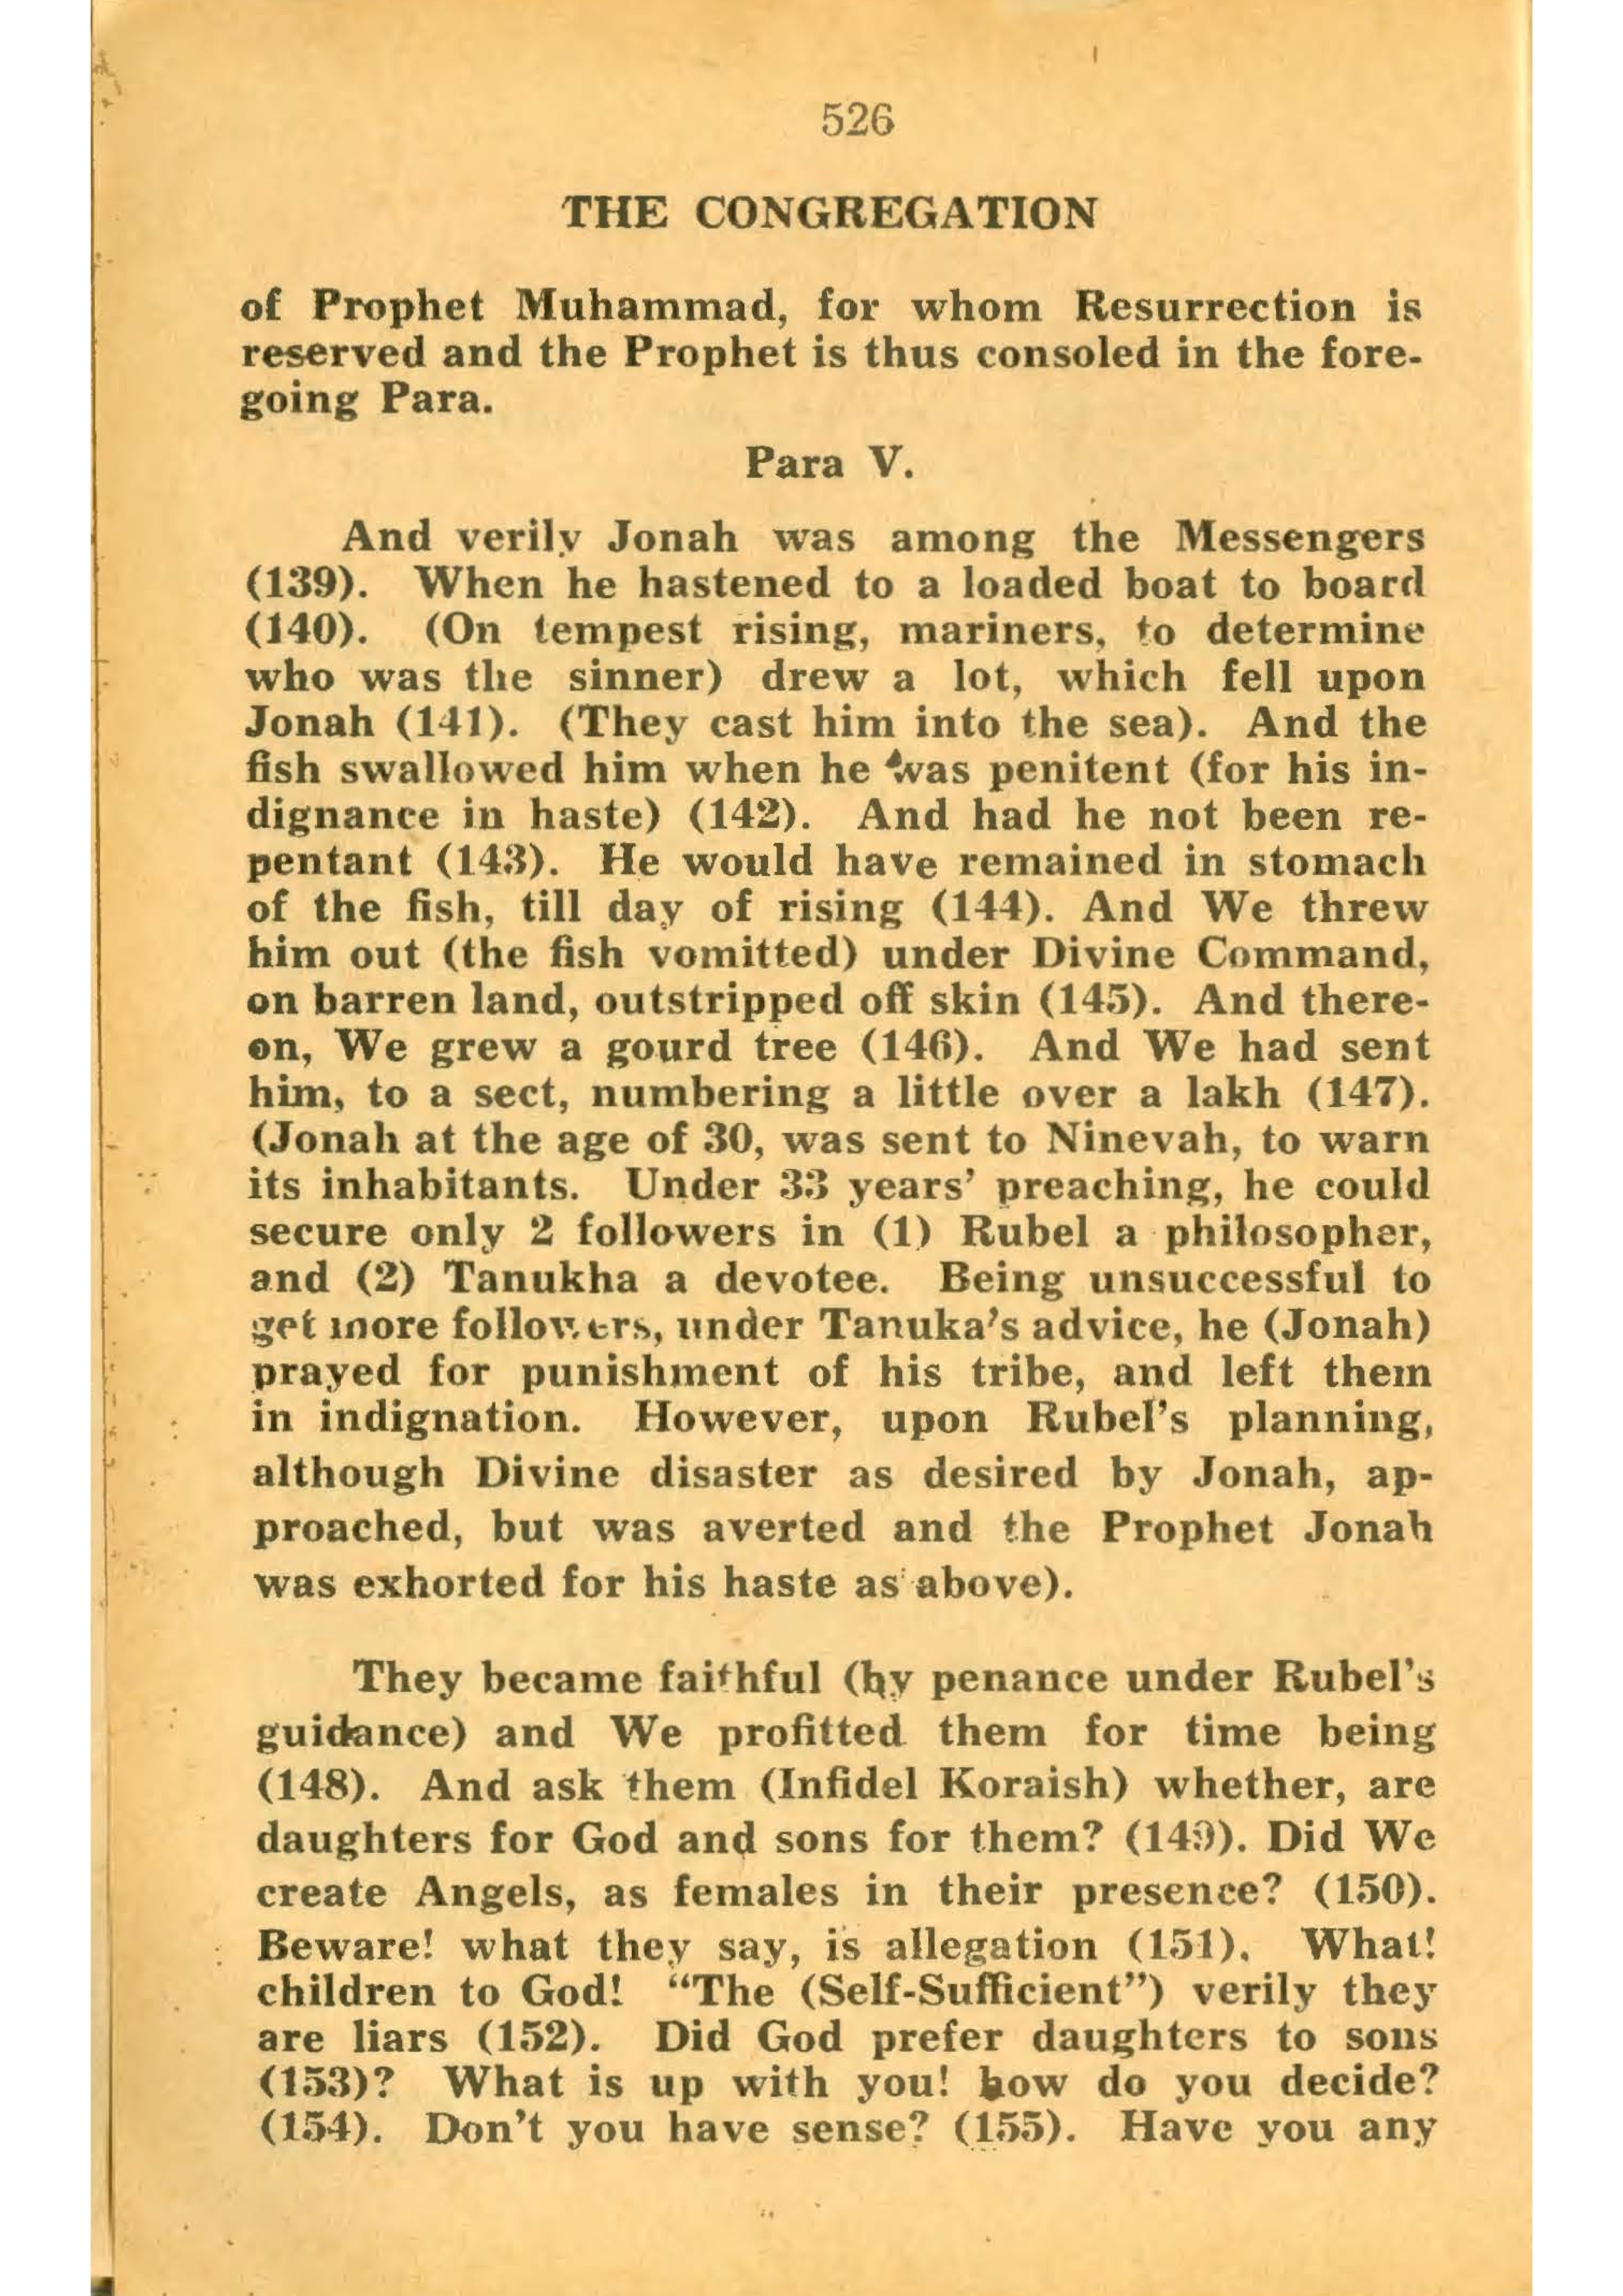 526
THE CONGREGATION
of Prophet Muhammad, for whom Resurrection is
reserved and the Prophet is thus consoled in the fore-
going Para.
Para V.
And verily Jonah was among the Messengers
(139). When he hastened to a loaded boat to board
(140). (On tempest rising, mariners, to determine
who was the sinner) drew a lot, which fell upon
Jonah (141). (They cast him into the sea). And the
fish swallowed him when he was penitent (for his in-
dignance in haste) (142). And had he not been re-
pentant (143). He would have remained in stomach
of the fish, till day of rising (144). And We threw
him out (the fish vomitted) under Divine Command,
on barren land, outstripped off skin (145). And there-
on, We grew a gourd tree (146). And We had sent
him, to a sect, numbering a little over a lakh (147).
(Jonah at the age of 30, was sent to Ninevah, to warn
its inhabitants. Under 33 years' preaching, he could
secure only 2 followers in (1) Rubel a philosopher,
and (2) Tanukha a devotee. Being unsuccessful to
get more followers, under Tanuka's advice, he (Jonah)
prayed for punishment of his tribe, and left them
in indignation. However, upon Rubel's planning,
although Divine disaster as desired by Jonah, ap-
proached, but was averted and the Prophet Jonah
was exhorted for his haste as above).
They became faithful (by penance under Rubel's
guidance) and We profitted them for time being
(148). And ask them (Infidel Koraish) whether, are
daughters for God and sons for them? (149). Did We
create Angels, as females in their presence? (150).
Beware! what they say, is allegation (151). What!
children to God! "The (Self-Sufficient") verily they
are liars (152). Did God prefer daughters to sons
(153)? What is up with you! how do you decide?
(154). Don't you have sense? (155). Have you any